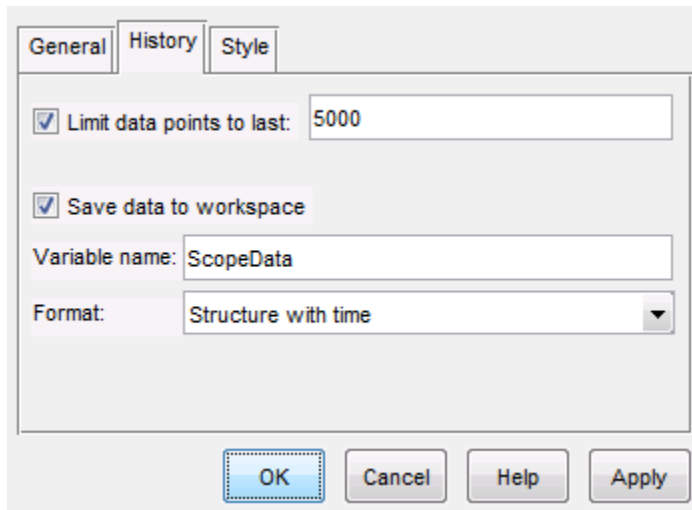 General History Style
Limit data points to last: 5000
Save data to workspace
Variable name: ScopeData
Format: Structure with time
OK Cancel Help Apply